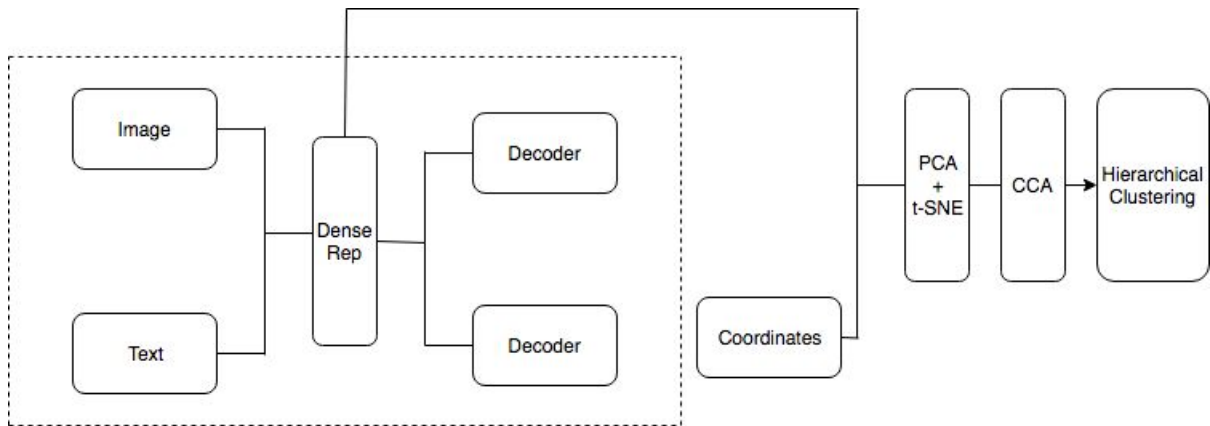 Image
Text
Dense
Rep
Decoder
Decoder
Coordinates
PCA
+
t-SNE
CCA
Hierarchical
Clustering